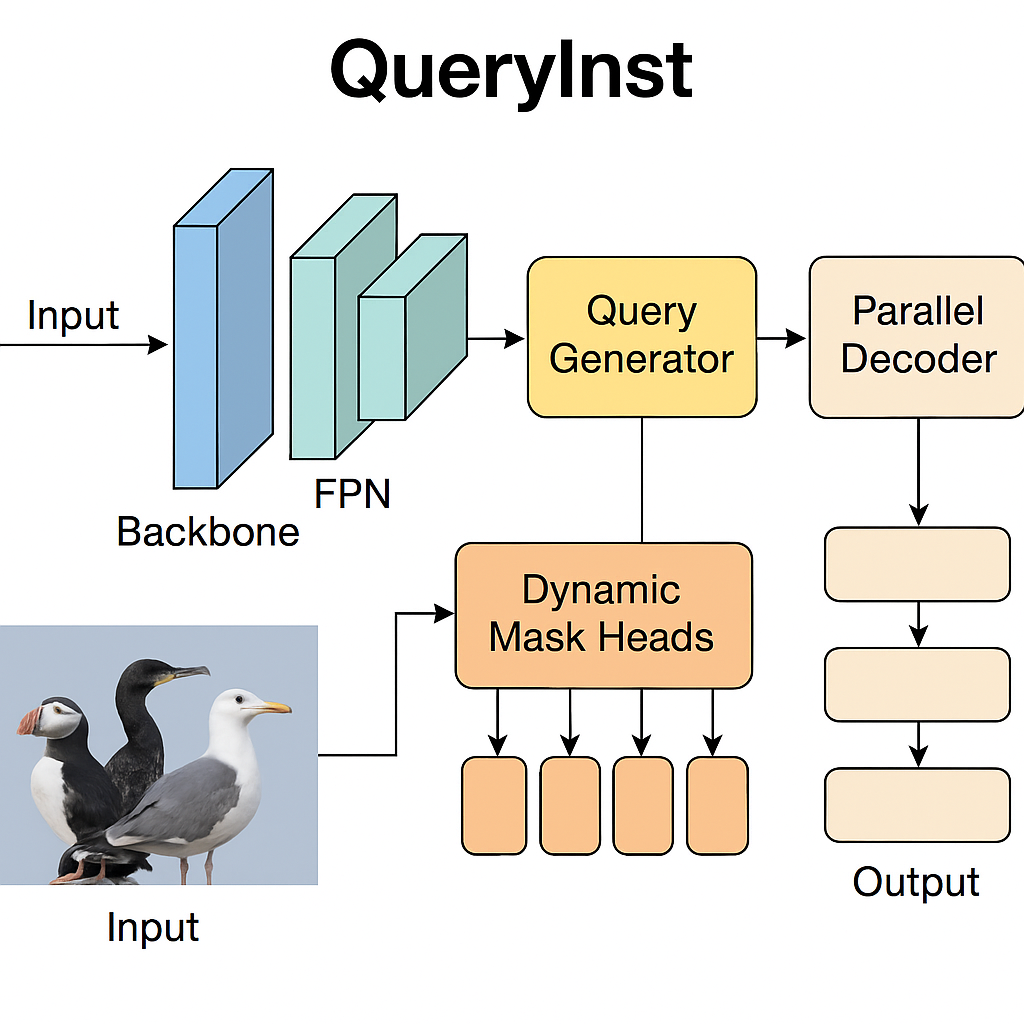 QueryInst
Input
Backbone
FPN
Query
Generator
Parallel
Decoder
Dynamic
Mask Heads
Input
Output